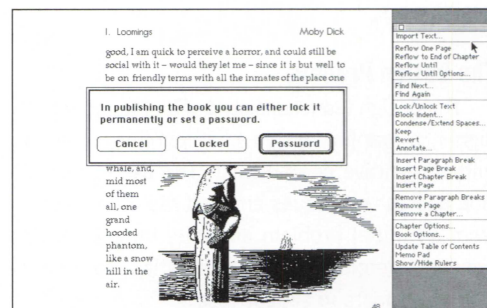 I. Loomings Moby Dick
good, I am quick to perceive a horror, and could still be
social with it – would they let me – since it is but well to
be on friendly terms with all the inmates of the place one
In publishing the book you can either lock it
permanently or set a password.
Cancel Locked Password
whale, and,
mid most
of them
all, one
grand
hooded
phantom,
like a snow
hill in the
air.
48
Import Text...
Reflow One Page
Reflow to End of Chapter
Reflow Until
Reflow Until Options...
Find Next...
Find Again
Lock/Unlock Text
Block Indent...
Condense/Extend Spaces...
Keep
Revert
Annotate...
Insert Paragraph Break
Insert Page Break
Insert Chapter Break
Insert Page
Remove Paragraph Breaks
Remove Page
Remove a Chapter...
Chapter Options...
Book Options...
Update Table of Contents
Memo Pad
Show/Hide Rulers